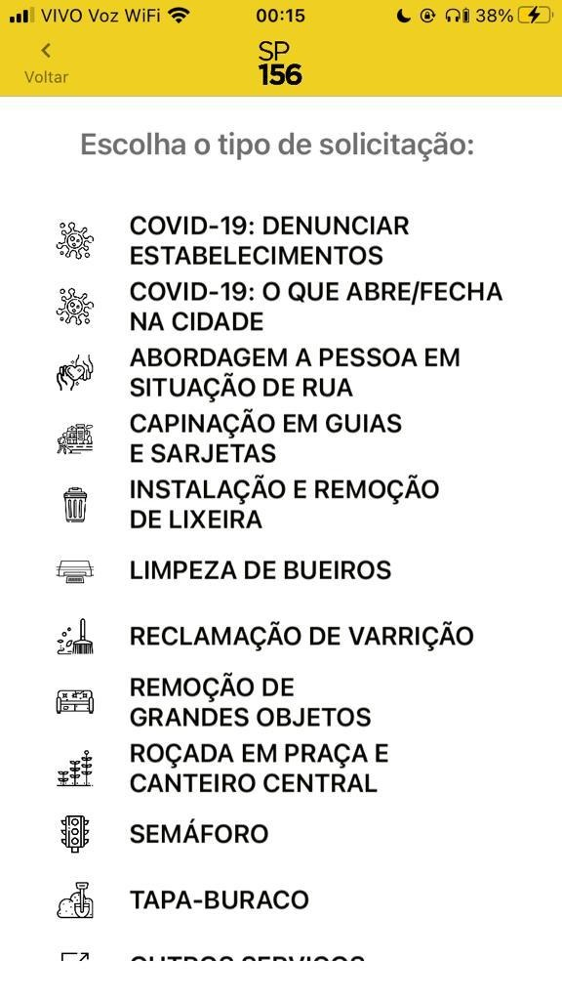 VIVO Voz WiFi 00:15 38%
SP
156
Voltar
Escolha o tipo de solicitação:
COVID-19: DENUNCIAR
ESTABELECIMENTOS
COVID-19: O QUE ABRE/FECHA
NA CIDADE
ABORDAGEM A PESSOA EM
SITUAÇÃO DE RUA
CAPINAÇÃO EM GUIAS
E SARJETAS
INSTALAÇÃO E REMOÇÃO
DE LIXEIRA
LIMPEZA DE BUEIROS
RECLAMAÇÃO DE VARRIÇÃO
REMOÇÃO DE
GRANDES OBJETOS
ROÇADA EM PRAÇA E
CANTEIRO CENTRAL
SEMÁFORO
TAPA-BURACO
OUTROS SERVIÇOS